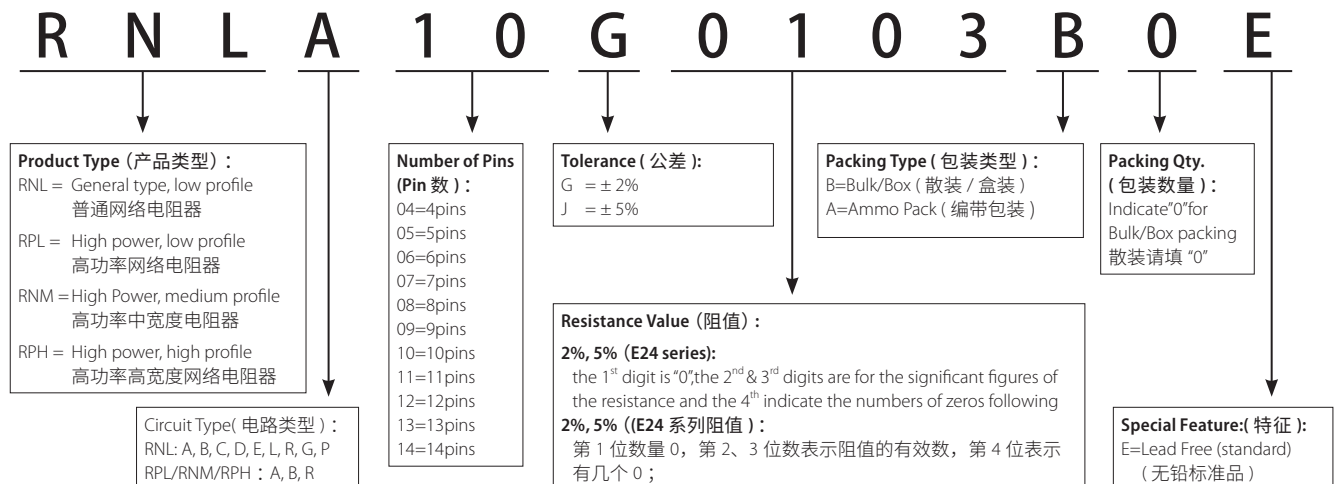 R N L A 1 0 G 0 1 0 3 B 0 E
Product Type（产品类型）：
RNL = General type, low profile
普通网络电阻器
RPL = High power, low profile
高功率网络电阻器
RNM =High Power, medium profile
高功率中宽度电阻器
RPH = High power, high profile
高功率高宽度网络电阻器
Circuit Type( 电路类型 )：
RNL: A, B, C, D, E, L, R, G, P
RPL/RNM/RPH：A, B, R
Number of Pins
(Pin 数 )：
04=4pins
05=5pins
06=6pins
07=7pins
08=8pins
09=9pins
10=10pins
11=11pins
12=12pins
13=13pins
14=14pins
Tolerance ( 公差 ):
G = ± 2%
J = ± 5%
Resistance Value（阻值）:
2%, 5%（E24 series):
the 1st digit is “0”,the 2nd & 3rd digits are for the significant figures of
the resistance and the 4th indicate the numbers of zeros following
2%, 5%（(E24 系列阻值 )：
第 1 位数量 0，第 2、3 位数表示阻值的有效数，第 4 位表示
有几个 0；
Packing Type ( 包装类型 )：
B=Bulk/Box ( 散装 / 盒装 )
A=Ammo Pack ( 编带包装 )
Packing Qty.
( 包装数量 )：
Indicate”0”for
Bulk/Box packing
散装请填 “0”
Special Feature:( 特征 ):
E=Lead Free (standard)
( 无铅标准品 )